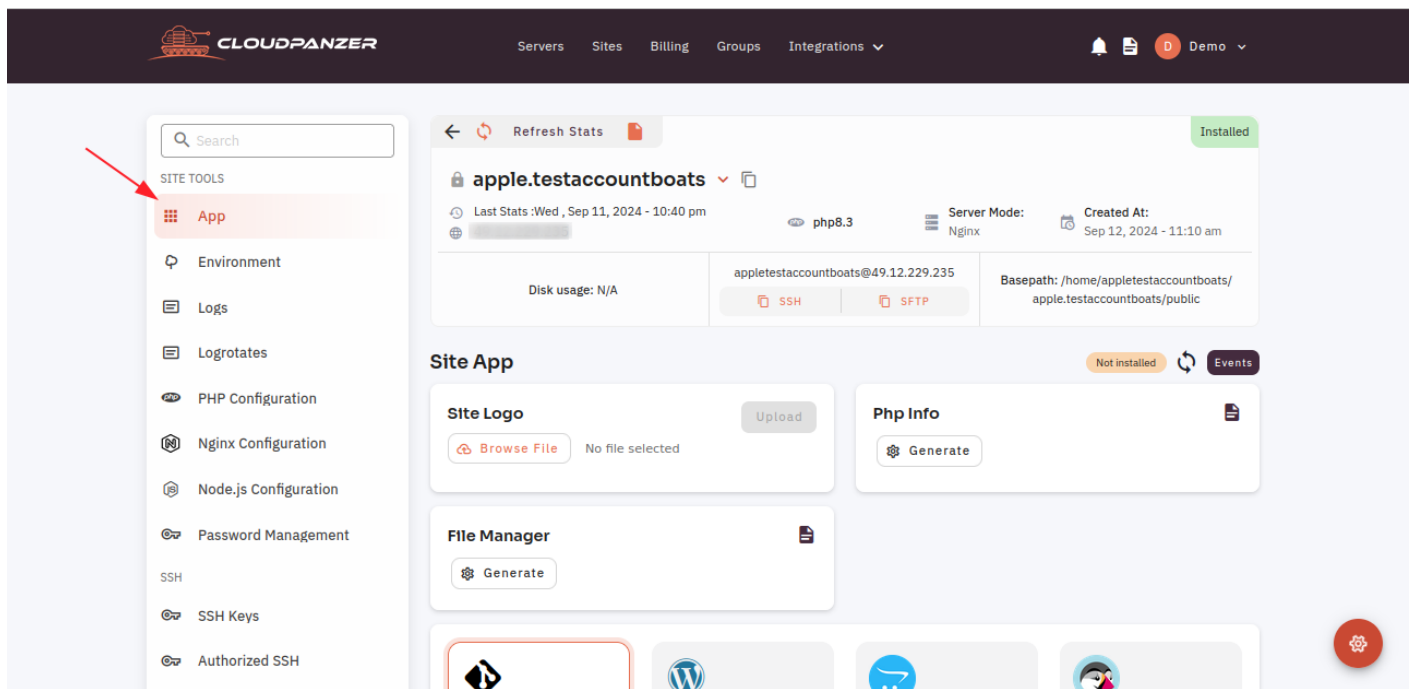 CLOUDPANZER
Servers Sites Billing Groups Integrations
D Demo
Search
SITE TOOLS
App
Environment
Logs
Logrotates
PHP Configuration
Nginx Configuration
Node.js Configuration
Password Management
SSH
SSH Keys
Authorized SSH
Refresh Stats
Installed
apple.testaccountboats
Last Stats :Wed , Sep 11, 2024 - 10:40 pm
php php8.3
Server Mode:
Nginx
Created At:
Sep 12, 2024 - 11:10 am
Disk usage: N/A
appletestaccountboats@49.12.229.235
SSH SFTP
Basepath: /home/appletestaccountboats/
apple.testaccountboats/public
Site App
Not installed Events
Site Logo
Upload
Browse File No file selected
Php Info
Generate
File Manager
Generate